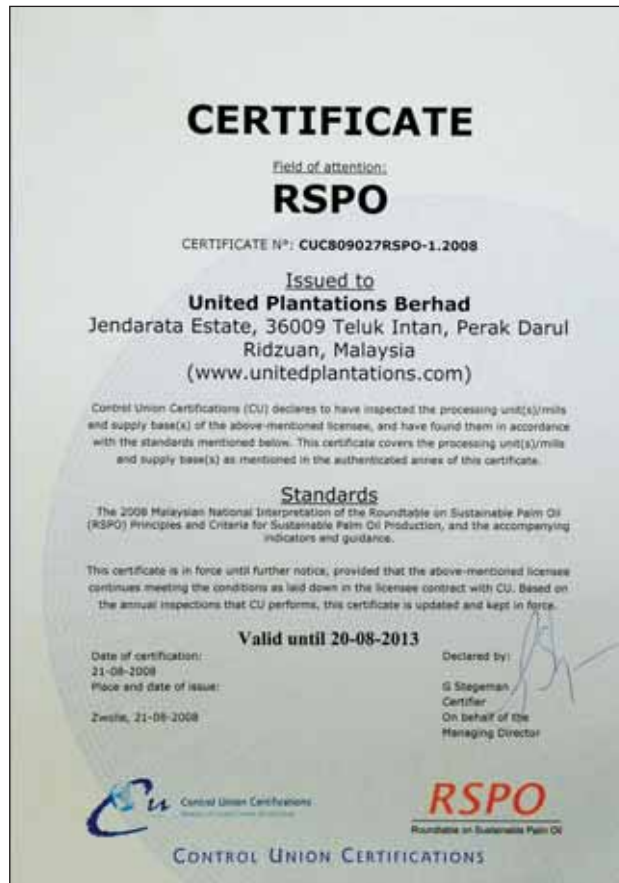 CERTIFICATE
Field of attention:
RSPO
CERTIFICATE Nº: CUC809027RSPO-1.2008
Issued to
United Plantations Berhad
Jendarata Estate, 36009 Teluk Intan, Perak Darul
Ridzuan, Malaysia
(www.unitedplantations.com)
Control Union Certifications (CU) declares to have inspected the processing unit(s)/mills
and supply base(s) of the above-mentioned licensee, and have found them in accordance
with the standards mentioned below. This certificate covers the processing unit(s)/mills
and supply base(s) as mentioned in the authenticated annex of this certificate.
Standards
The 2008 Malaysian National Interpretation of the Roundtable on Sustainable Palm Oil
(RSPO) Principles and Criteria for Sustainable Palm Oil Production, and the accompanying
indicators and guidance.
This certificate is in force until further notice, provided that the above-mentioned licensee
continues meeting the conditions as laid down in the licensee contract with CU. Based on
the annual inspections that CU performs, this certificate is updated and kept in force.
Valid until 20-08-2013
Date of certification:
21-08-2008
Place and date of issue:
Zwolle, 21-08-2008
Declared by:
G Stegeman
Certifier
On behalf of the
Managing Director
Cu Control Union Certifications
RSPO
Roundtable on Sustainable Palm Oil
CONTROL UNION CERTIFICATIONS